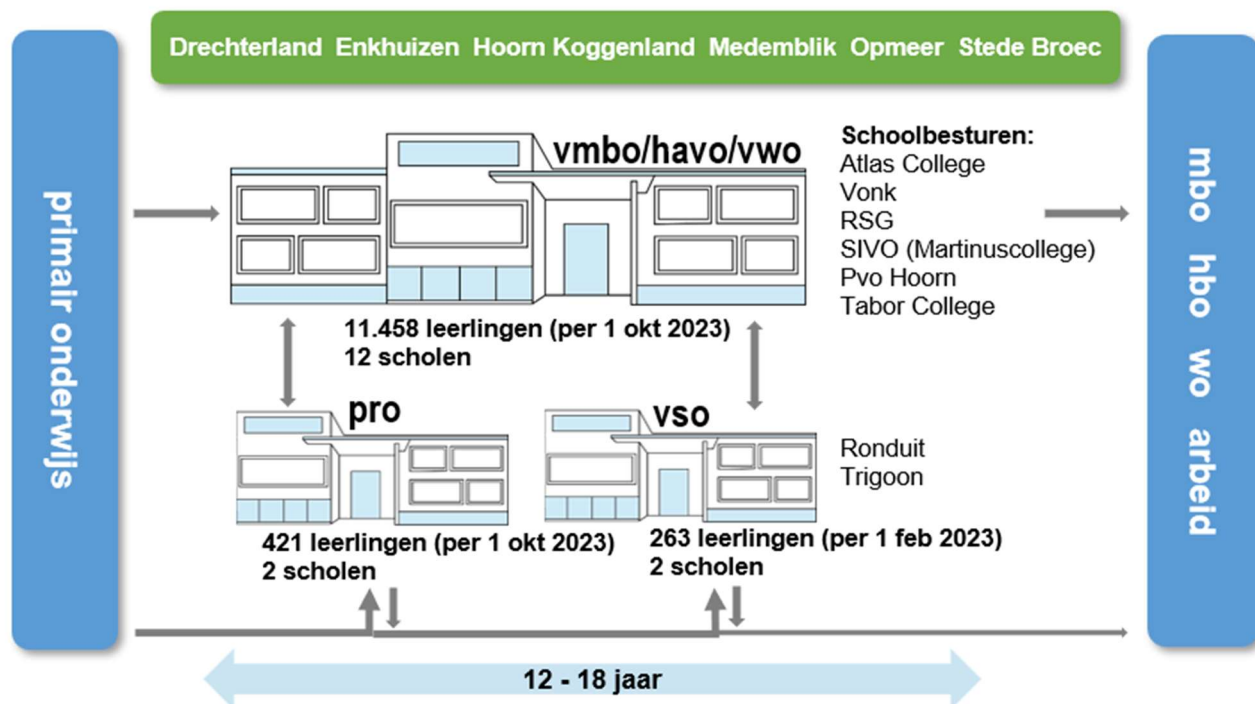 Drechterland Enkhuizen Hoorn Koggenland Medemblik Opmeer Stede Broec
primair onderwijs
vmbo/havo/vwo
11.458 leerlingen (per 1 okt 2023)
12 scholen
Schoolbesturen:
Atlas College
Vonk
RSG
SIVO (Martinuscollege)
Pvo Hoorn
Tabor College
pro
421 leerlingen (per 1 okt 2023)
2 scholen
vso
263 leerlingen (per 1 feb 2023)
2 scholen
Ronduit
Trigoon
mbo hbo wo arbeid
12 - 18 jaar